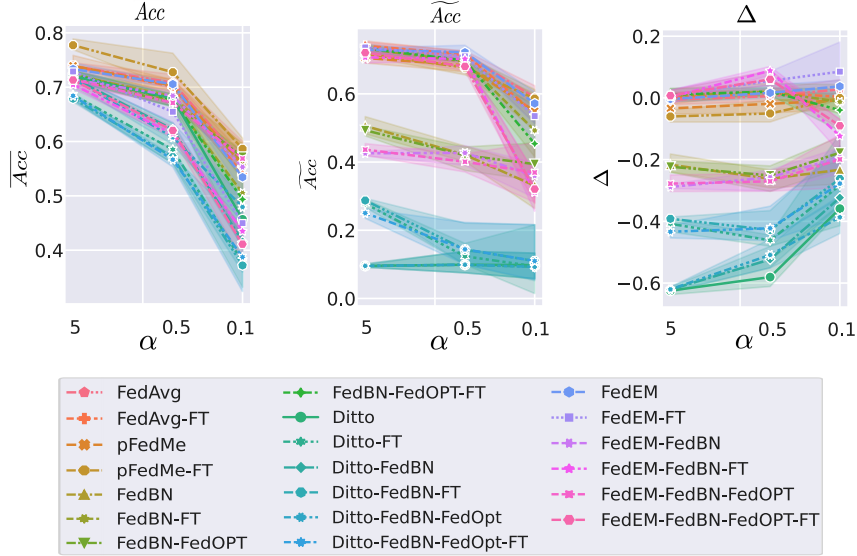 Acc
Acc
Δ
0.8
0.7
0.6
0.5
0.4
Acc
5
0.5
0.1
α
0.6
0.4
0.2
0.0
Acc
5
0.5
0.1
α
0.2
0.0
−0.2
−0.4
−0.6
Δ
5
0.5
0.1
α
FedAvg
FedAvg-FT
pFedMe
pFedMe-FT
FedBN
FedBN-FT
FedBN-FedOPT
FedBN-FedOPT-FT
Ditto
Ditto-FT
Ditto-FedBN
Ditto-FedBN-FT
Ditto-FedBN-FedOpt
Ditto-FedBN-FedOpt-FT
FedEM
FedEM-FT
FedEM-FedBN
FedEM-FedBN-FT
FedEM-FedBN-FedOPT
FedEM-FedBN-FedOPT-FT